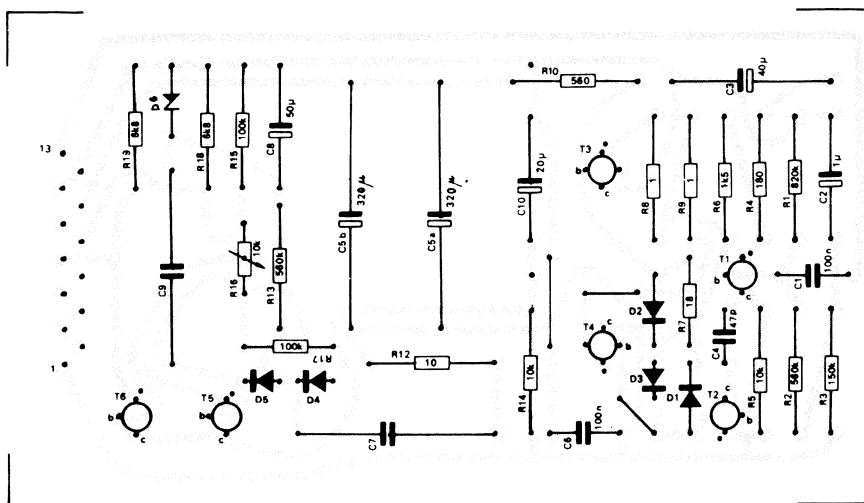 R10
560
C3
40μ
D6
R19
6k8
R18
6k8
R15
100k
C8
50μ
13
T3
b
c
320μ
C5b
320μ
C5a
20μ
C10
R8
1
R9
1
R6
1k5
R4
180
R1
820k
C2
1μ
R16
10k
R13
560k
C9
T1
b
c
C1
100n
D2
R7
18
T4
c
b
C4
47p
1
100k
R17
R12
10
R14
10k
D3
D1
R5
10k
R2
560k
R3
150k
D5
D4
T6
b
c
T5
b
c
C7
C6
100n
T2
c
b